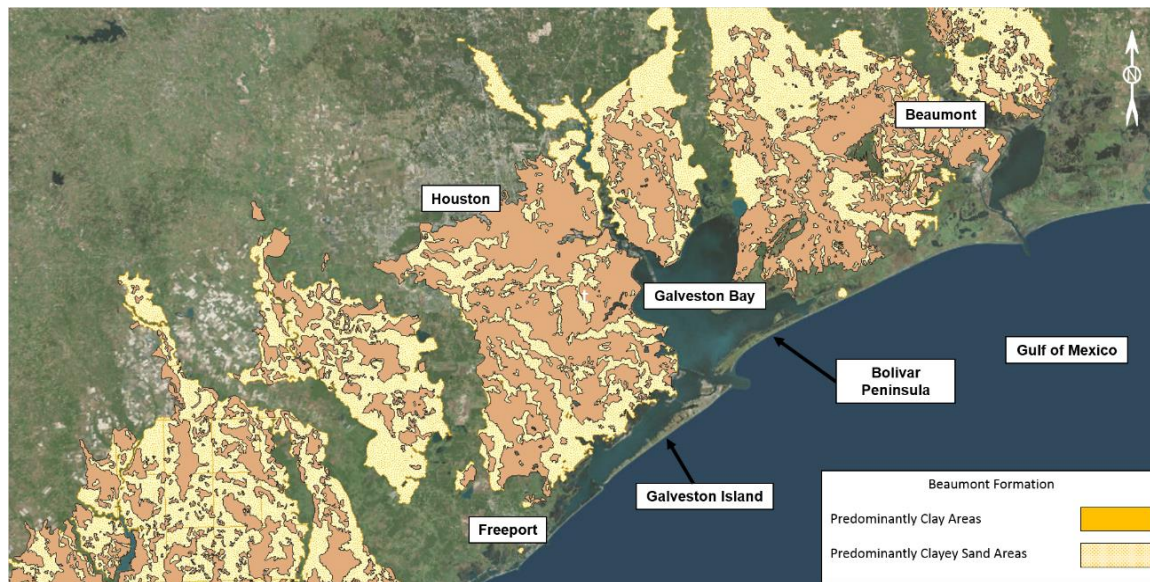 N
Beaumont
Houston
Galveston Bay
Gulf of Mexico
Bolivar
Peninsula
Galveston Island
Freeport
Beaumont Formation
Predominantly Clay Areas
Predominantly Clayey Sand Areas